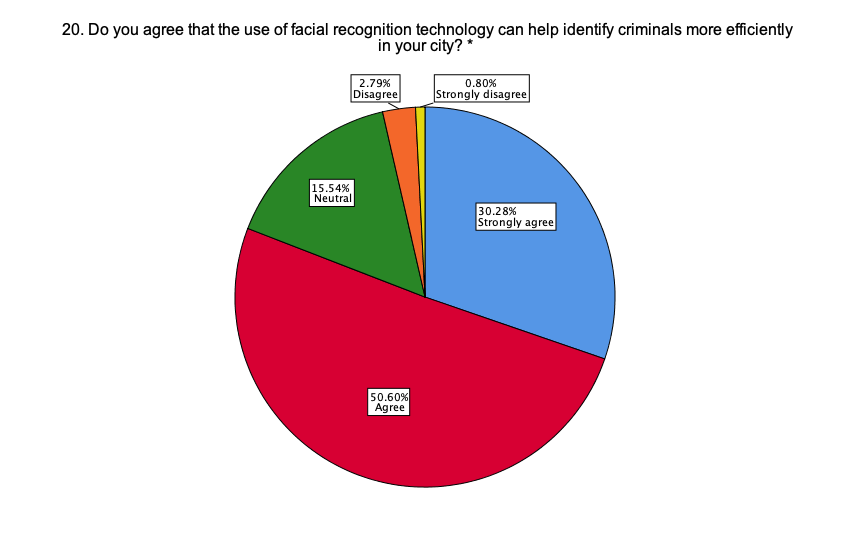 20. Do you agree that the use of facial recognition technology can help identify criminals more efficiently
in your city? *
2.79%
Disagree
0.80%
Strongly disagree
15.54%
Neutral
30.28%
Strongly agree
50.60%
Agree